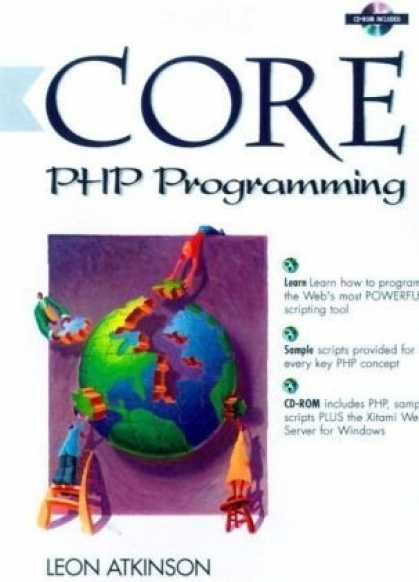 CD-ROM INCLUDED
CORE
PHP Programming
Learn Learn how to program
the Web's most POWERFU
scripting tool
Sample scripts provided for
every key PHP concept
CD-ROM includes PHP, samp
scripts PLUS the Xitami We
Server for Windows
LEON ATKINSON